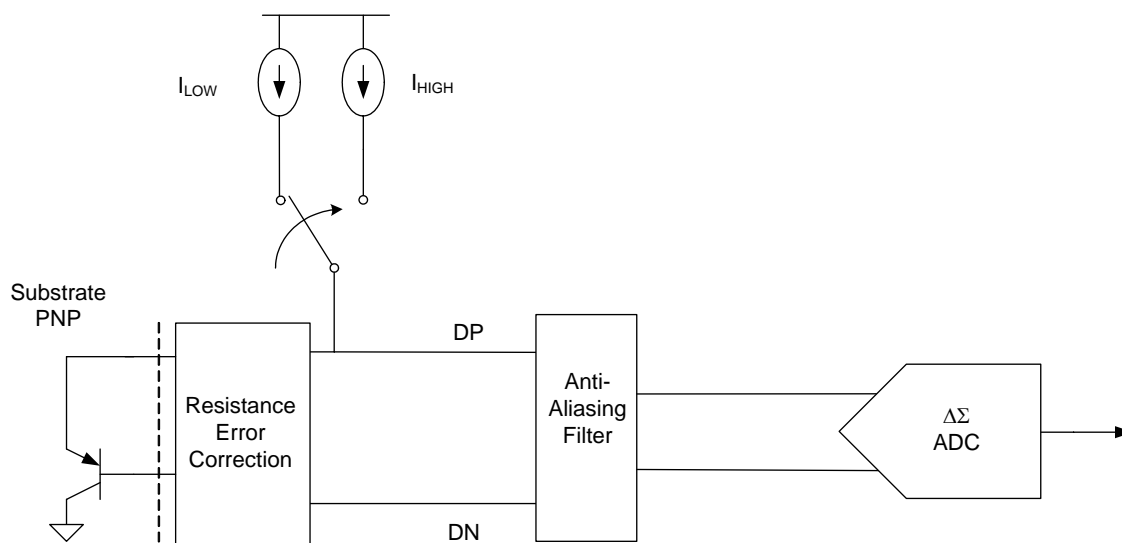 I_LOW
I_HIGH
Substrate
PNP
DP
Resistance
Error
Correction
Anti-
Aliasing
Filter
ΔΣ
ADC
DN